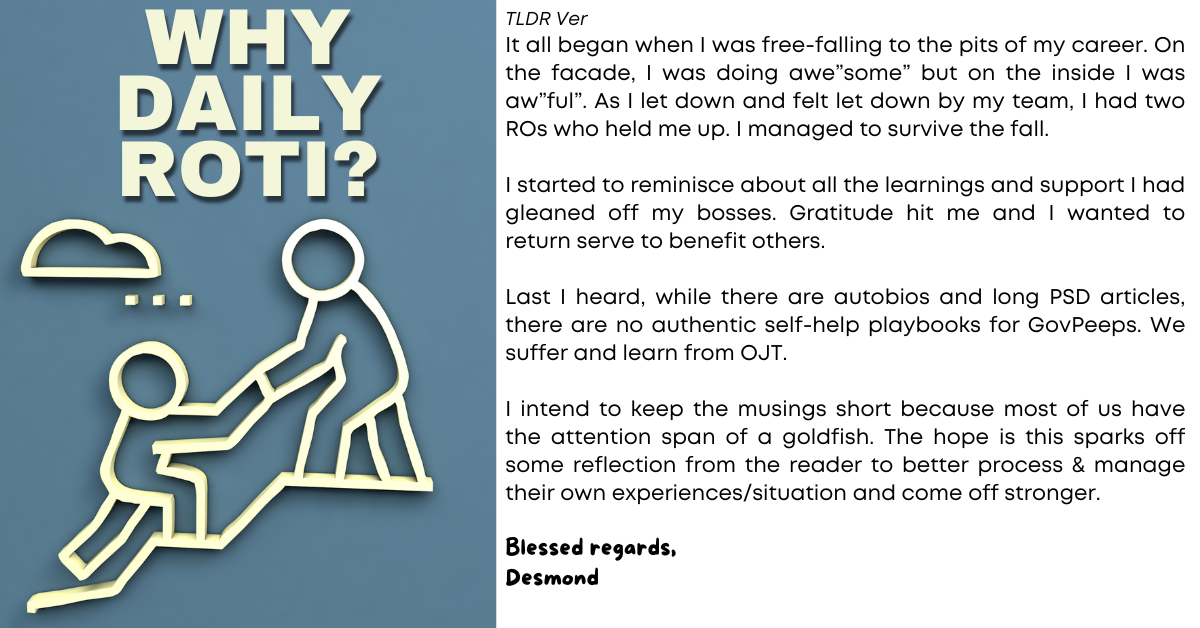 WHY
DAILY
ROTI?
TLDR Ver
It all began when I was free-falling to the pits of my career. On
the facade, I was doing awe”some” but on the inside I was
aw”ful”. As I let down and felt let down by my team, I had two
ROs who held me up. I managed to survive the fall.
I started to reminisce about all the learnings and support I had
gleaned off my bosses. Gratitude hit me and I wanted to
return serve to benefit others.
Last I heard, while there are autobios and long PSD articles,
there are no authentic self-help playbooks for GovPeeps. We
suffer and learn from OJT.
I intend to keep the musings short because most of us have
the attention span of a goldfish. The hope is this sparks off
some reflection from the reader to better process & manage
their own experiences/situation and come off stronger.
Blessed regards,
Desmond